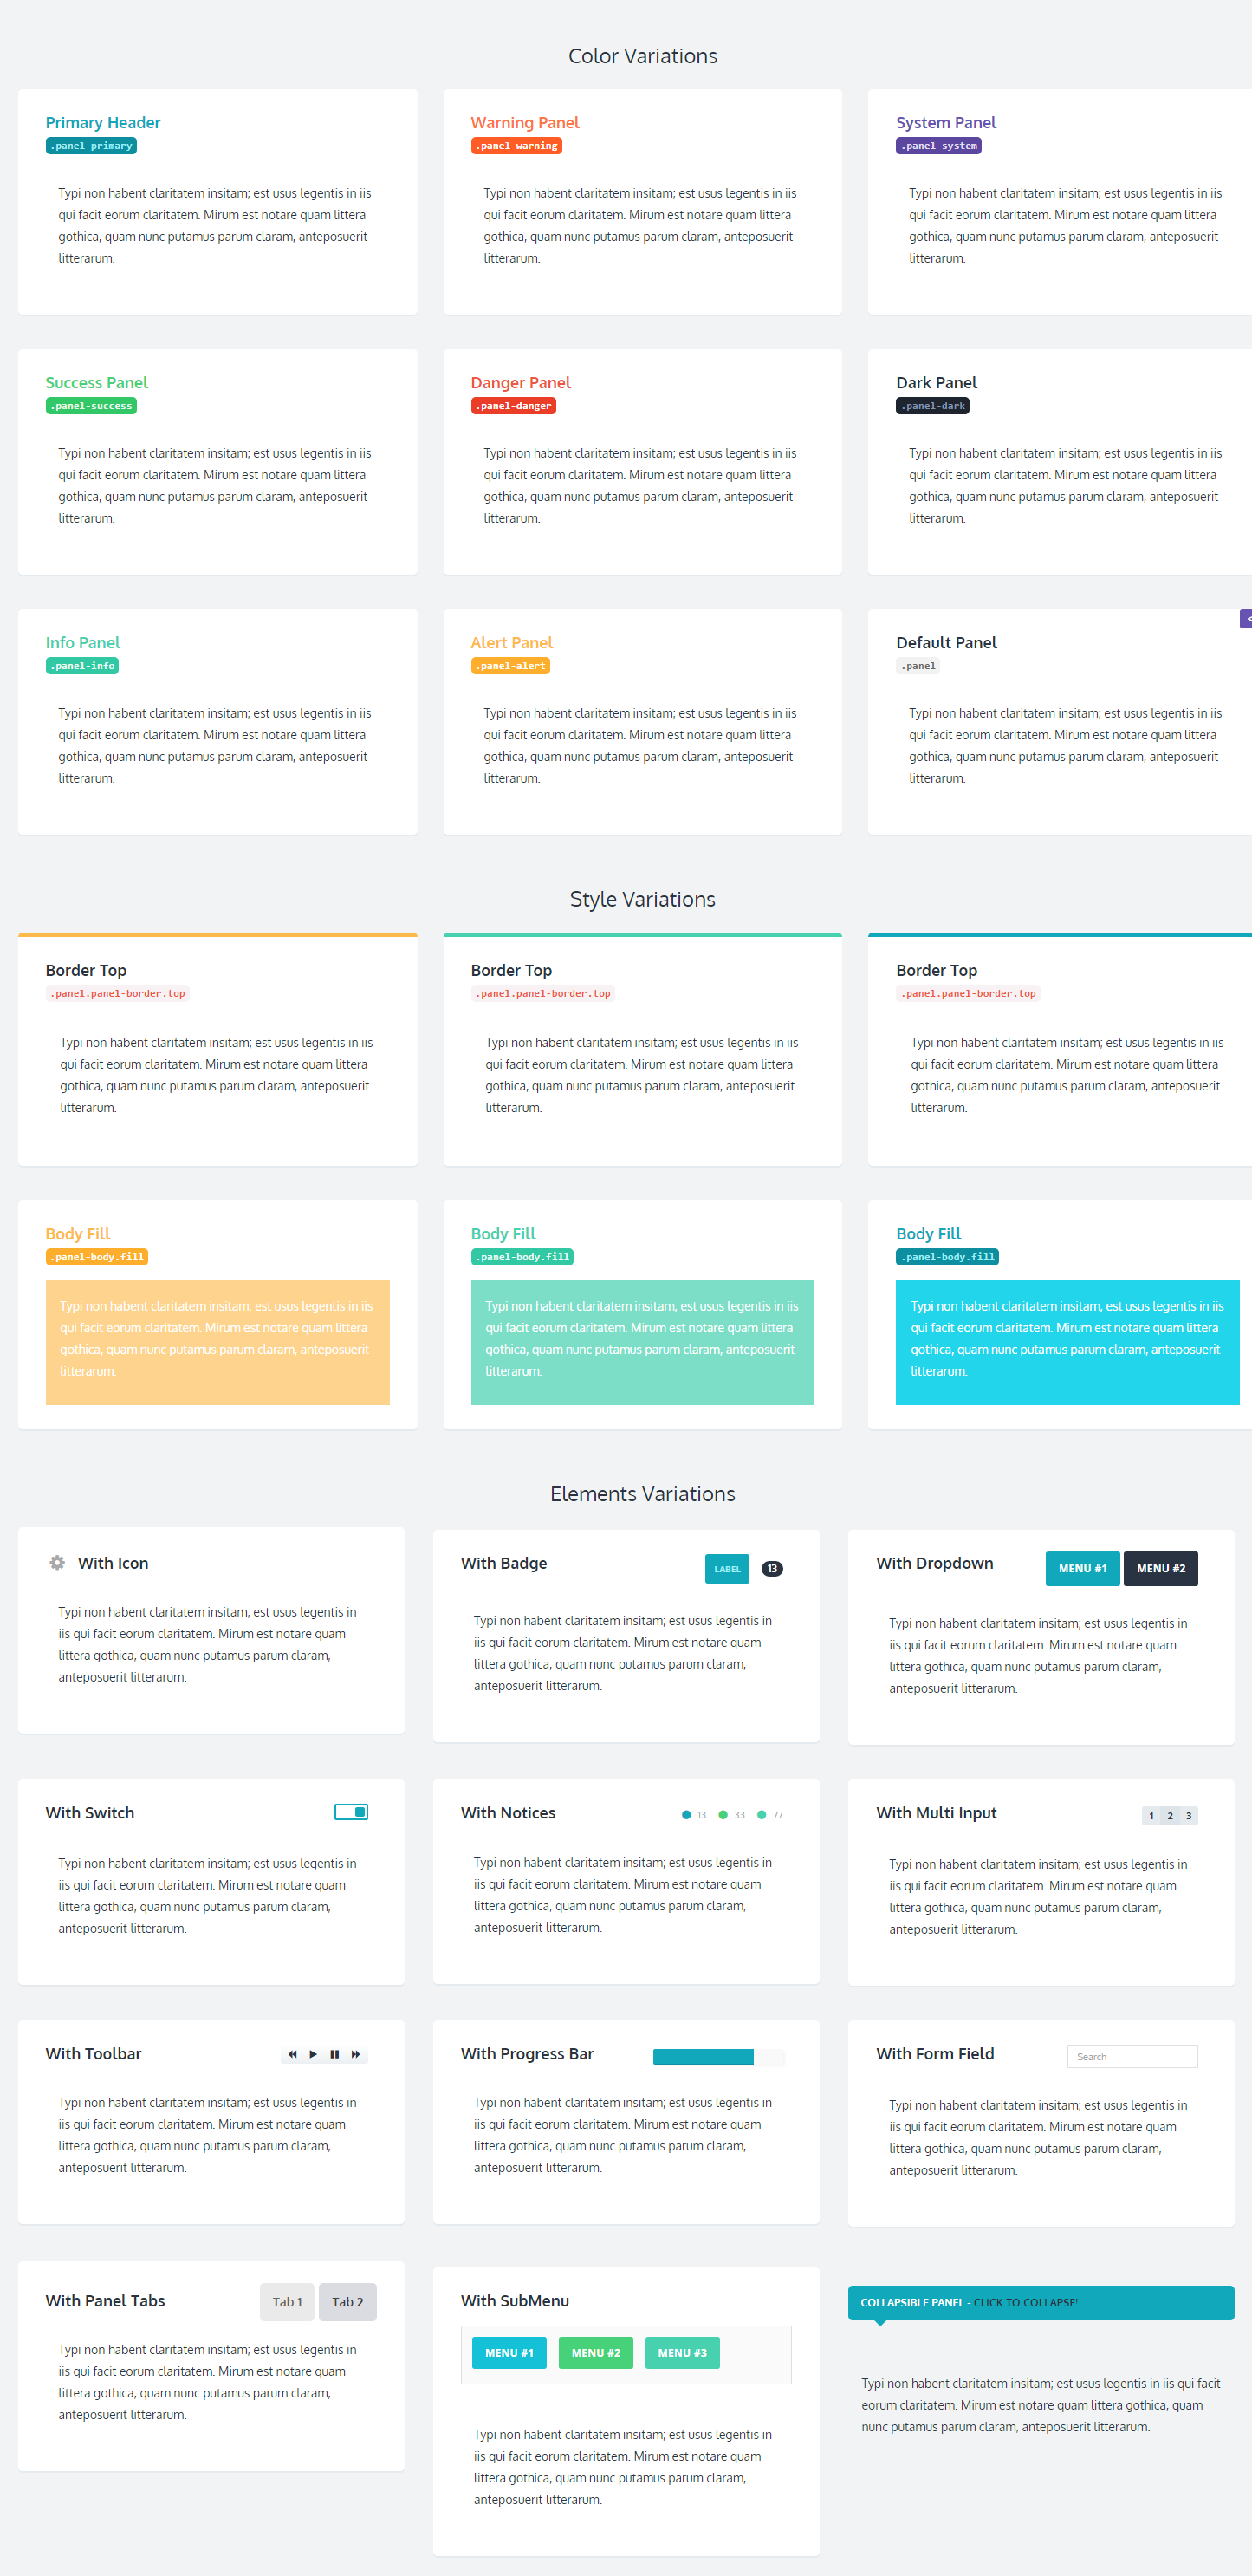 Color Variations
Primary Header
.panel-primary
Typi non habent claritatem insitam; est usus legentis in iis
qui facit eorum claritatem. Mirum est notare quam littera
gothica, quam nunc putamus parum claram, anteposuerit
litterarum.
Warning Panel
.panel-warning
Typi non habent claritatem insitam; est usus legentis in iis
qui facit eorum claritatem. Mirum est notare quam littera
gothica, quam nunc putamus parum claram, anteposuerit
litterarum.
System Panel
.panel-system
Typi non habent claritatem insitam; est usus legentis in iis
qui facit eorum claritatem. Mirum est notare quam littera
gothica, quam nunc putamus parum claram, anteposuerit
litterarum.
Success Panel
.panel-success
Typi non habent claritatem insitam; est usus legentis in iis
qui facit eorum claritatem. Mirum est notare quam littera
gothica, quam nunc putamus parum claram, anteposuerit
litterarum.
Danger Panel
.panel-danger
Typi non habent claritatem insitam; est usus legentis in iis
qui facit eorum claritatem. Mirum est notare quam littera
gothica, quam nunc putamus parum claram, anteposuerit
litterarum.
Dark Panel
.panel-dark
Typi non habent claritatem insitam; est usus legentis in iis
qui facit eorum claritatem. Mirum est notare quam littera
gothica, quam nunc putamus parum claram, anteposuerit
litterarum.
Info Panel
.panel-info
Typi non habent claritatem insitam; est usus legentis in iis
qui facit eorum claritatem. Mirum est notare quam littera
gothica, quam nunc putamus parum claram, anteposuerit
litterarum.
Alert Panel
.panel-alert
Typi non habent claritatem insitam; est usus legentis in iis
qui facit eorum claritatem. Mirum est notare quam littera
gothica, quam nunc putamus parum claram, anteposuerit
litterarum.
Default Panel
.panel
Typi non habent claritatem insitam; est usus legentis in iis
qui facit eorum claritatem. Mirum est notare quam littera
gothica, quam nunc putamus parum claram, anteposuerit
litterarum.
Style Variations
Border Top
.panel.panel-border.top
Typi non habent claritatem insitam; est usus legentis in iis
qui facit eorum claritatem. Mirum est notare quam littera
gothica, quam nunc putamus parum claram, anteposuerit
litterarum.
Border Top
.panel.panel-border.top
Typi non habent claritatem insitam; est usus legentis in iis
qui facit eorum claritatem. Mirum est notare quam littera
gothica, quam nunc putamus parum claram, anteposuerit
litterarum.
Border Top
.panel.panel-border.top
Typi non habent claritatem insitam; est usus legentis in iis
qui facit eorum claritatem. Mirum est notare quam littera
gothica, quam nunc putamus parum claram, anteposuerit
litterarum.
Body Fill
.panel-body.fill
Typi non habent claritatem insitam; est usus legentis in iis
qui facit eorum claritatem. Mirum est notare quam littera
gothica, quam nunc putamus parum claram, anteposuerit
litterarum.
Body Fill
.panel-body.fill
Typi non habent claritatem insitam; est usus legentis in iis
qui facit eorum claritatem. Mirum est notare quam littera
gothica, quam nunc putamus parum claram, anteposuerit
litterarum.
Body Fill
.panel-body.fill
Typi non habent claritatem insitam; est usus legentis in iis
qui facit eorum claritatem. Mirum est notare quam littera
gothica, quam nunc putamus parum claram, anteposuerit
litterarum.
Elements Variations
With Icon
Typi non habent claritatem insitam; est usus legentis in
iis qui facit eorum claritatem. Mirum est notare quam
littera gothica, quam nunc putamus parum claram,
anteposuerit litterarum.
With Badge LABEL 13
Typi non habent claritatem insitam; est usus legentis in
iis qui facit eorum claritatem. Mirum est notare quam
littera gothica, quam nunc putamus parum claram,
anteposuerit litterarum.
With Dropdown MENU #1 MENU #2
Typi non habent claritatem insitam; est usus legentis in
iis qui facit eorum claritatem. Mirum est notare quam
littera gothica, quam nunc putamus parum claram,
anteposuerit litterarum.
With Switch
Typi non habent claritatem insitam; est usus legentis in
iis qui facit eorum claritatem. Mirum est notare quam
littera gothica, quam nunc putamus parum claram,
anteposuerit litterarum.
With Notices 13 33 77
Typi non habent claritatem insitam; est usus legentis in
iis qui facit eorum claritatem. Mirum est notare quam
littera gothica, quam nunc putamus parum claram,
anteposuerit litterarum.
With Multi Input 1 2 3
Typi non habent claritatem insitam; est usus legentis in
iis qui facit eorum claritatem. Mirum est notare quam
littera gothica, quam nunc putamus parum claram,
anteposuerit litterarum.
With Toolbar
Typi non habent claritatem insitam; est usus legentis in
iis qui facit eorum claritatem. Mirum est notare quam
littera gothica, quam nunc putamus parum claram,
anteposuerit litterarum.
With Progress Bar
Typi non habent claritatem insitam; est usus legentis in
iis qui facit eorum claritatem. Mirum est notare quam
littera gothica, quam nunc putamus parum claram,
anteposuerit litterarum.
With Form Field Search
Typi non habent claritatem insitam; est usus legentis in
iis qui facit eorum claritatem. Mirum est notare quam
littera gothica, quam nunc putamus parum claram,
anteposuerit litterarum.
With Panel Tabs Tab 1 Tab 2
Typi non habent claritatem insitam; est usus legentis in
iis qui facit eorum claritatem. Mirum est notare quam
littera gothica, quam nunc putamus parum claram,
anteposuerit litterarum.
With SubMenu
MENU #1 MENU #2 MENU #3
Typi non habent claritatem insitam; est usus legentis in
iis qui facit eorum claritatem. Mirum est notare quam
littera gothica, quam nunc putamus parum claram,
anteposuerit litterarum.
COLLAPSIBLE PANEL - CLICK TO COLLAPSE!
Typi non habent claritatem insitam; est usus legentis in iis qui facit
eorum claritatem. Mirum est notare quam littera gothica, quam
nunc putamus parum claram, anteposuerit litterarum.